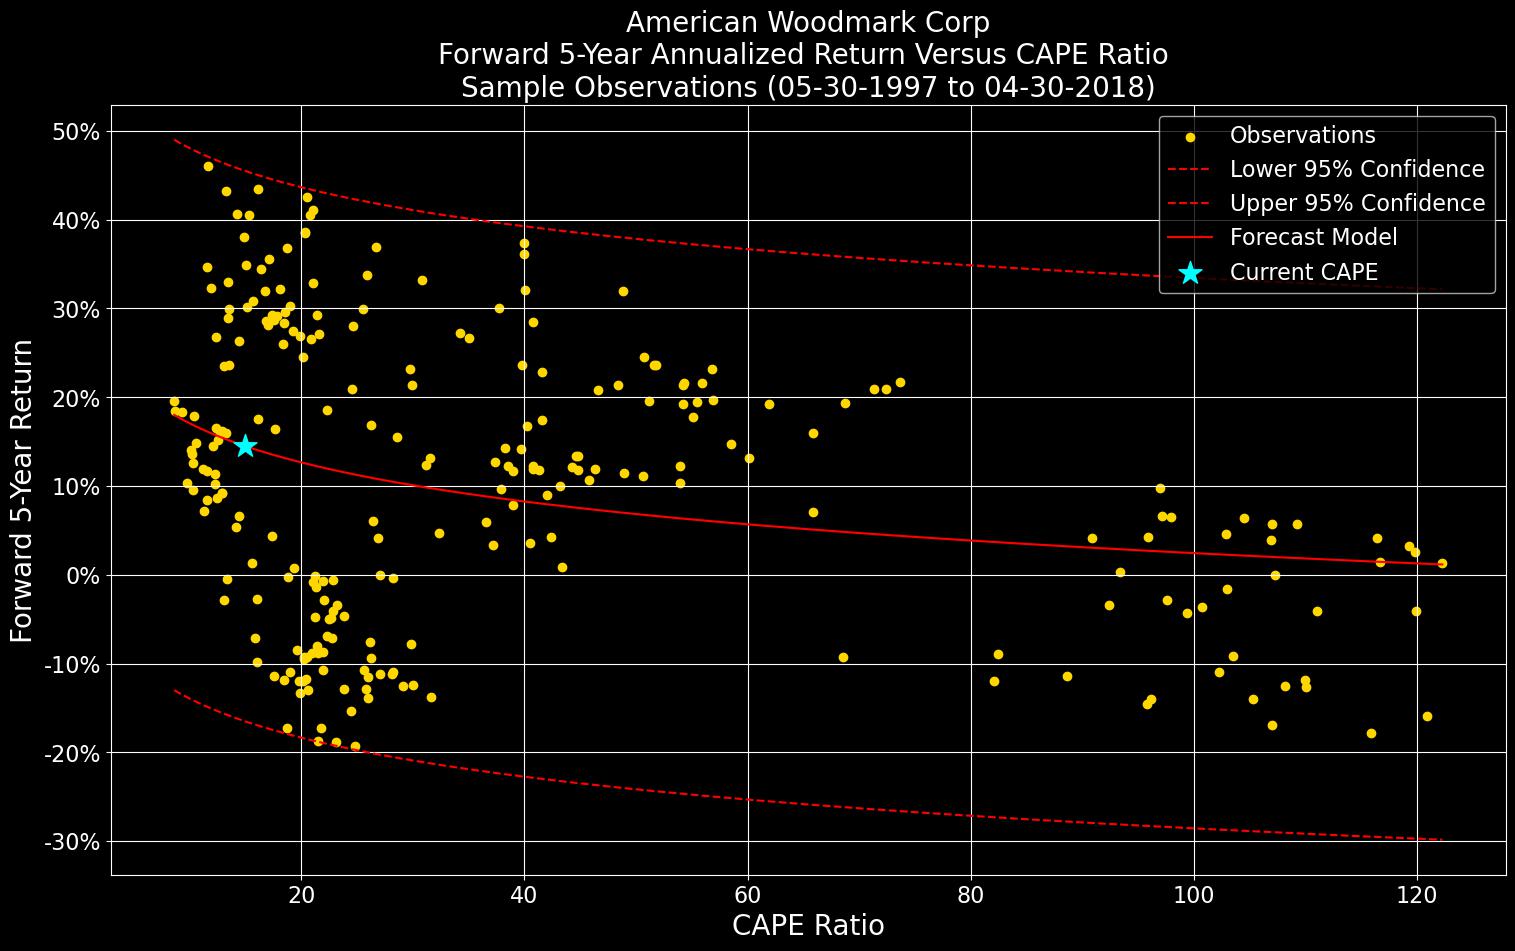 American Woodmark Corp
Forward 5-Year Annualized Return Versus CAPE Ratio
Sample Observations (05-30-1997 to 04-30-2018)
Observations
Lower 95% Confidence
Upper 95% Confidence
Forecast Model
Current CAPE
Forward 5-Year Return
50%
40%
30%
20%
10%
0%
-10%
-20%
-30%
20 40 60 80 100 120
CAPE Ratio